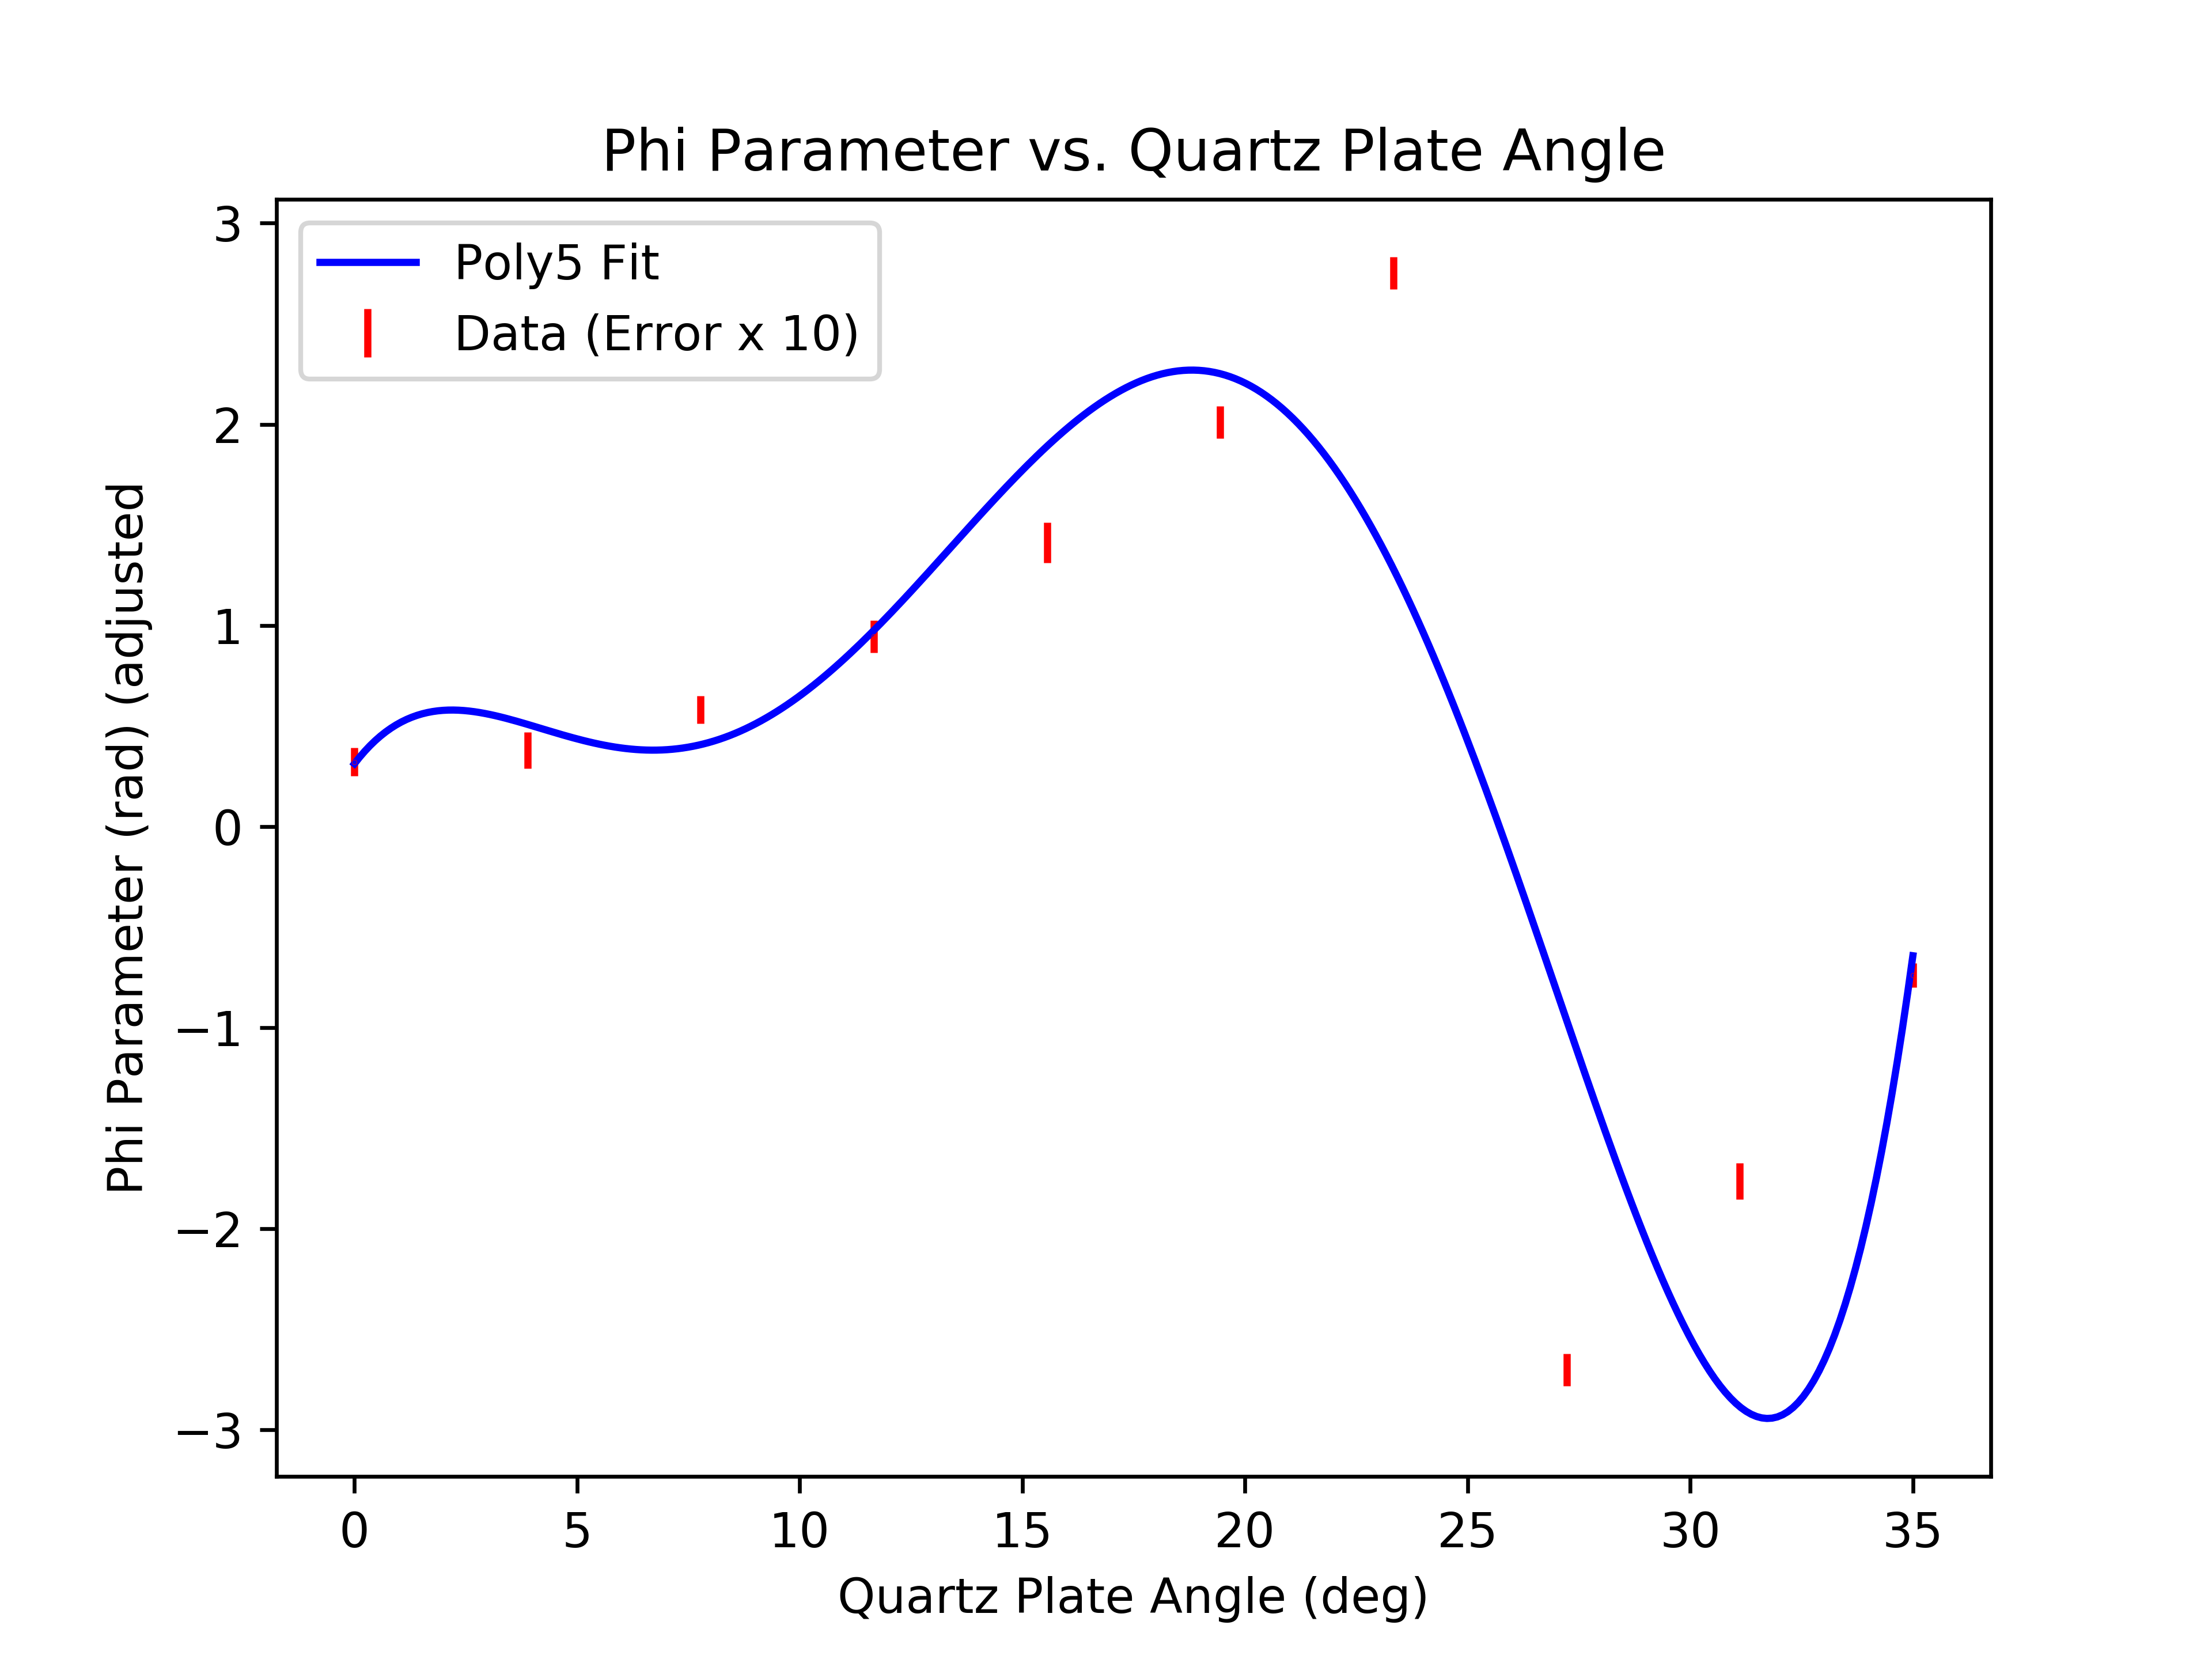 Phi Parameter vs. Quartz Plate Angle
Poly5 Fit
Data (Error x 10)
Phi Parameter (rad) (adjusted
3
2
1
0
−1
−2
−3
0 5 10 15 20 25 30 35
Quartz Plate Angle (deg)